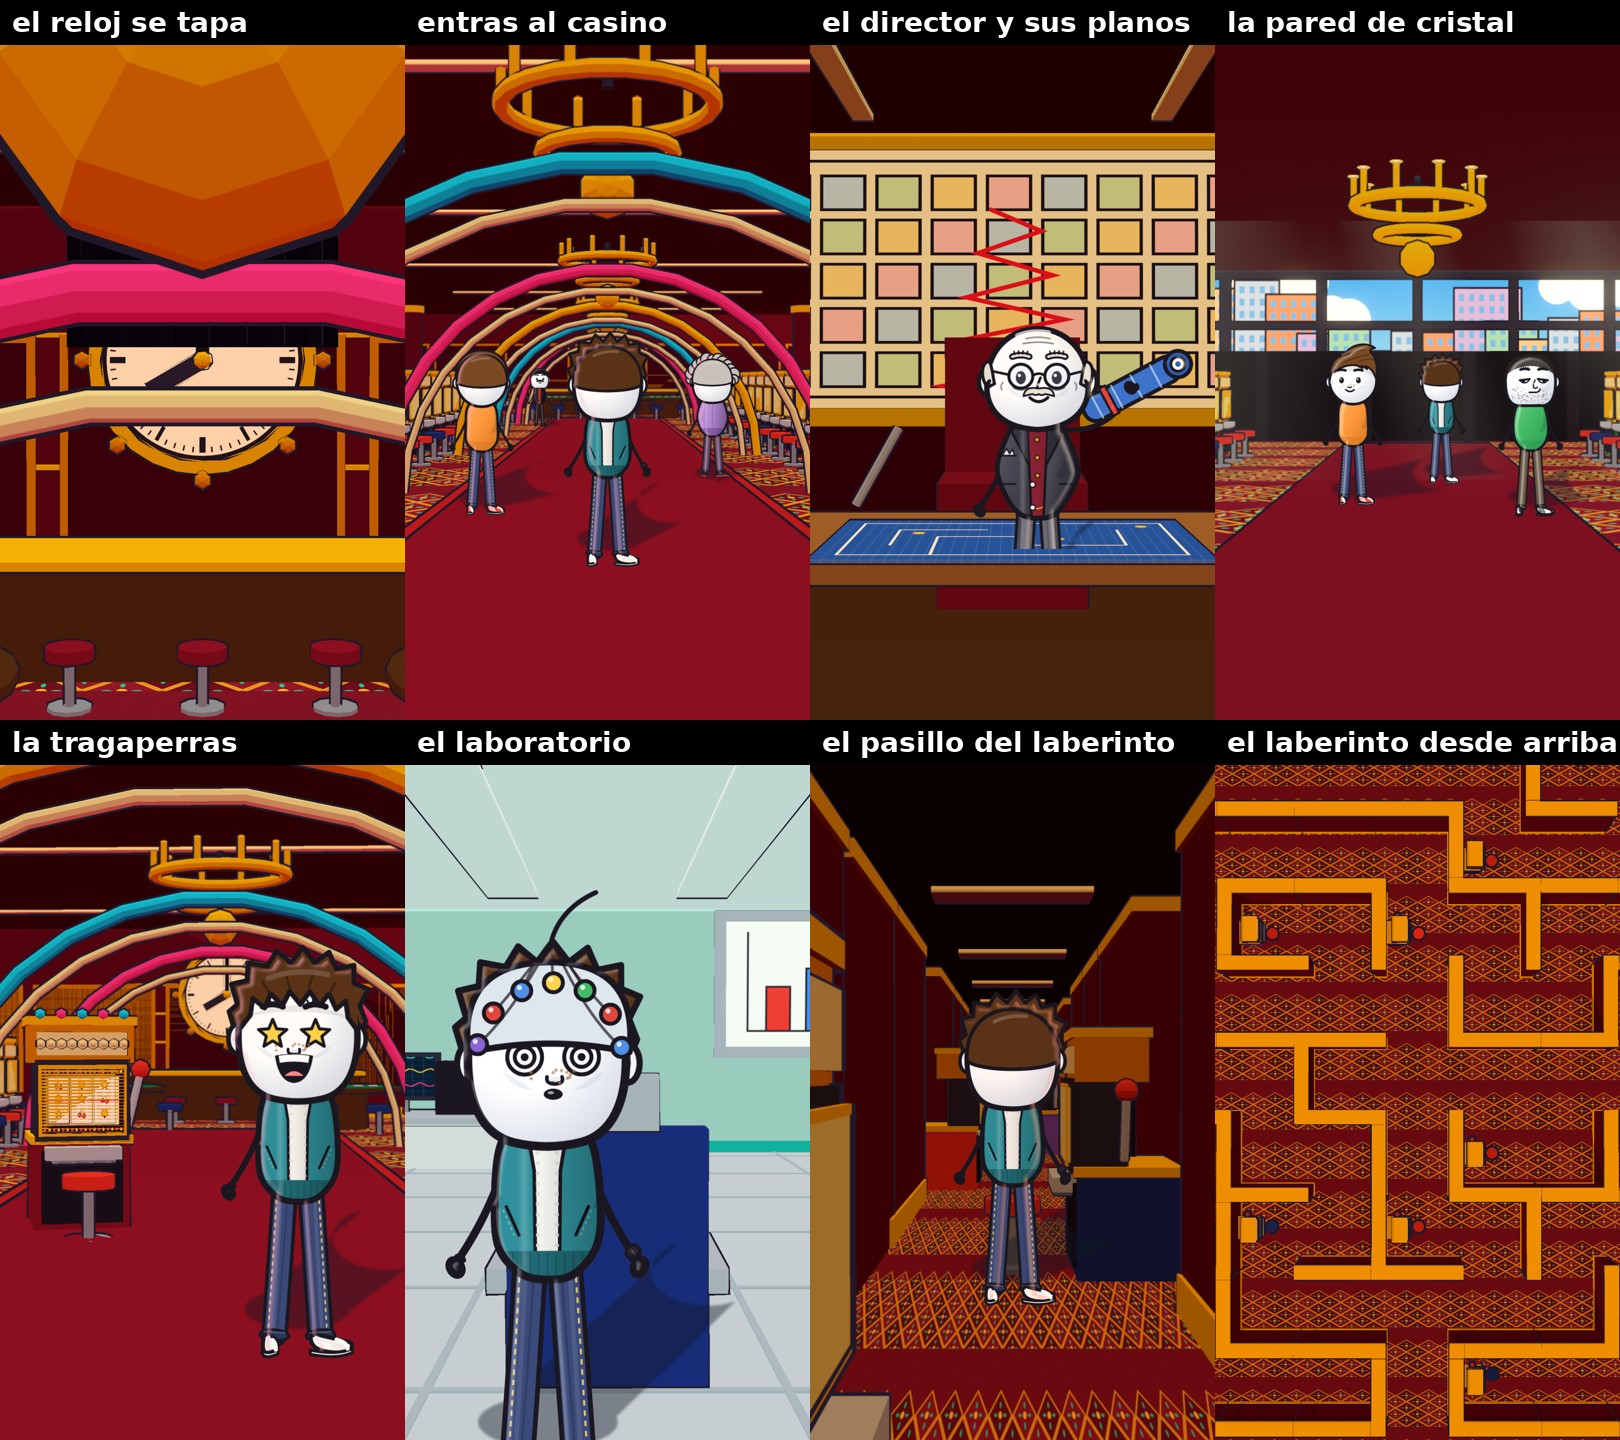 el reloj se tapa
entras al casino
el director y sus planos
la pared de cristal
la tragaperras
el laboratorio
el pasillo del laberinto
el laberinto desde arriba